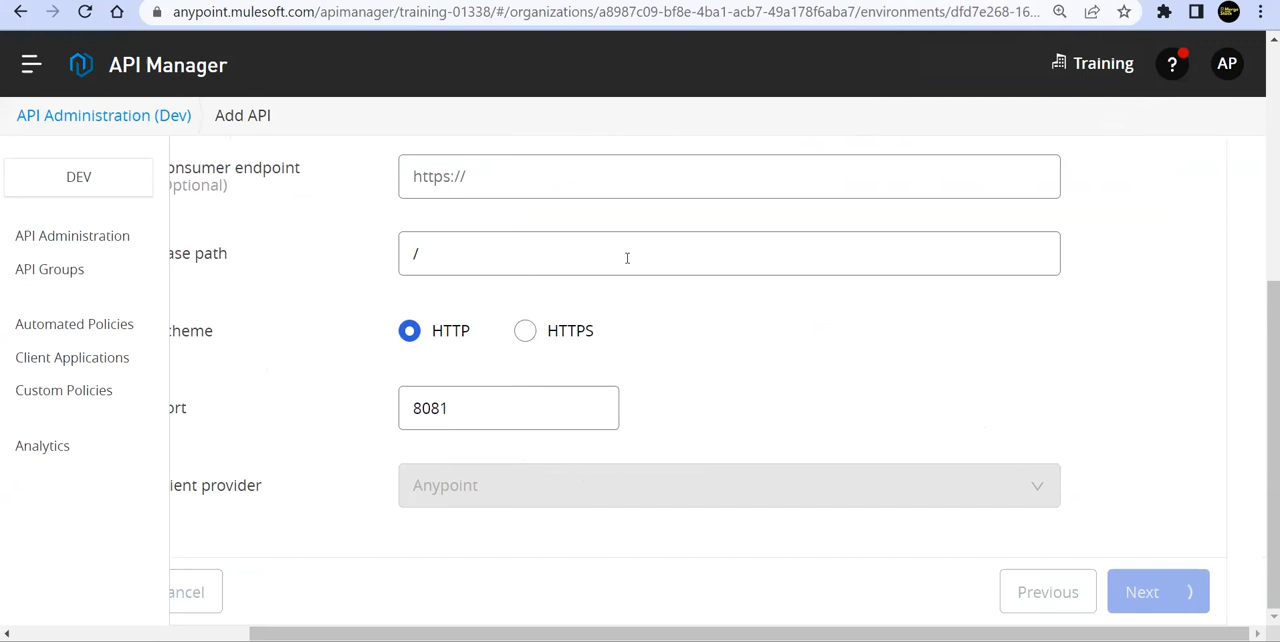 anypoint.mulesoft.com/apimanager/training-01338/#/organizations/a8987c09-bf8e-4ba1-acb7-49a178f6aba7/environments/dfd7e268-16...
API Manager
Training
?
AP
API Administration (Dev)
Add API
DEV
API Administration
API Groups
Automated Policies
Client Applications
Custom Policies
Analytics
onsumer endpoint
ptional)
https://
ase path
/
cheme
HTTP
HTTPS
ort
8081
ient provider
Anypoint
ancel
Previous
Next